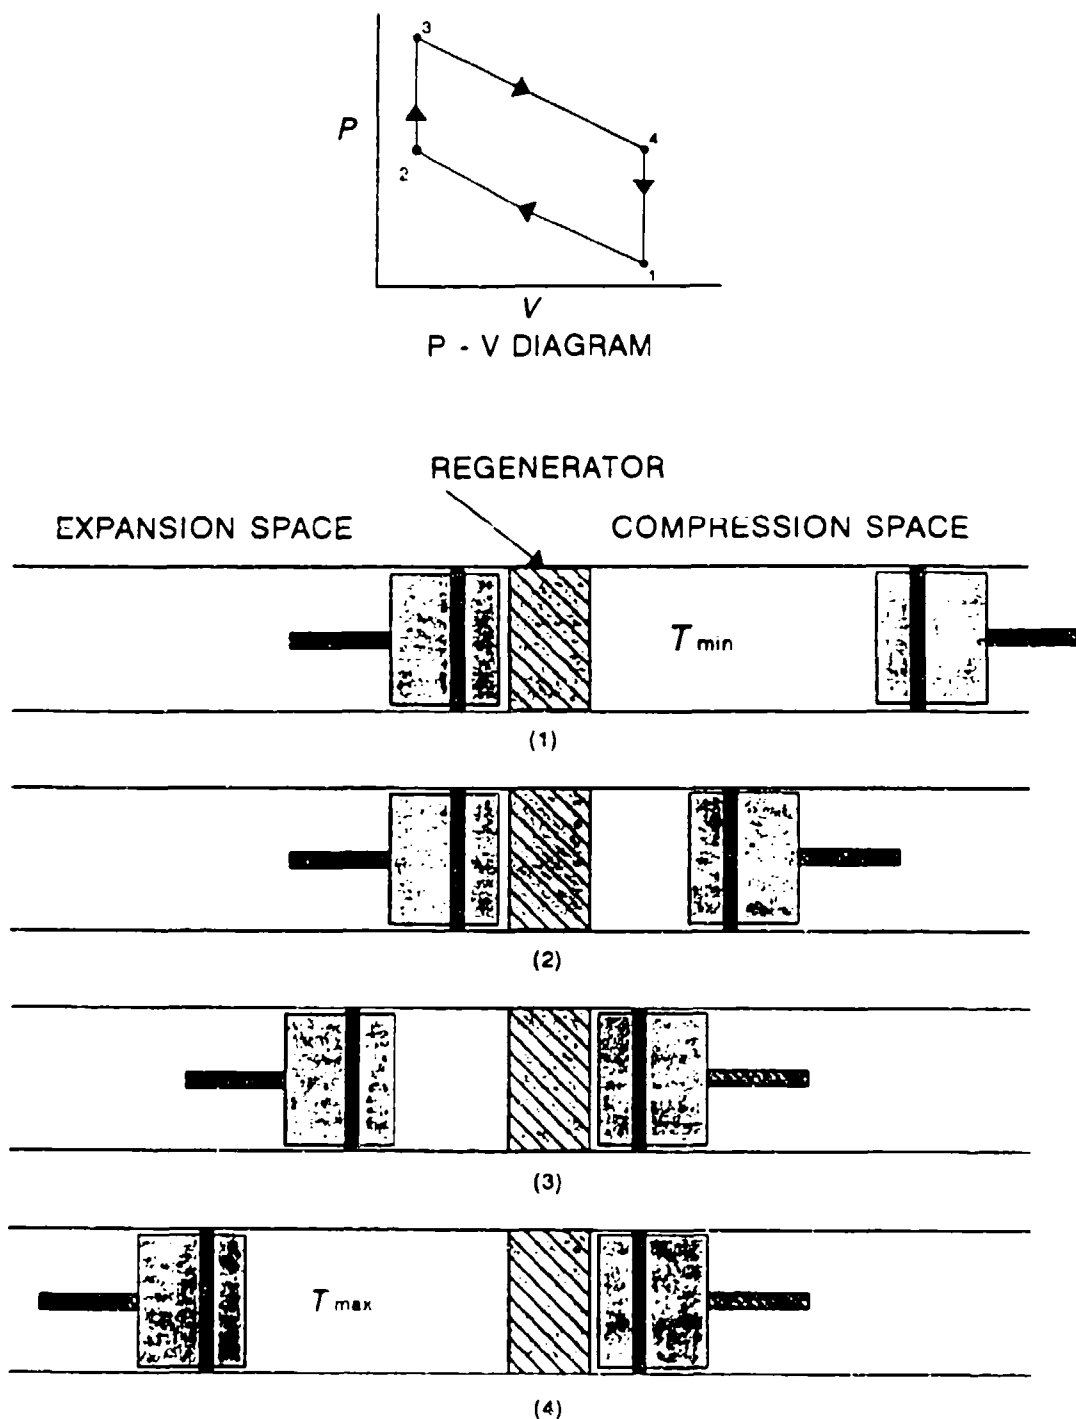 3
P
4
2
1
V
P - V DIAGRAM
REGENERATOR
EXPANSION SPACE
COMPRESSION SPACE
T min
(1)
(2)
(3)
T max
(4)